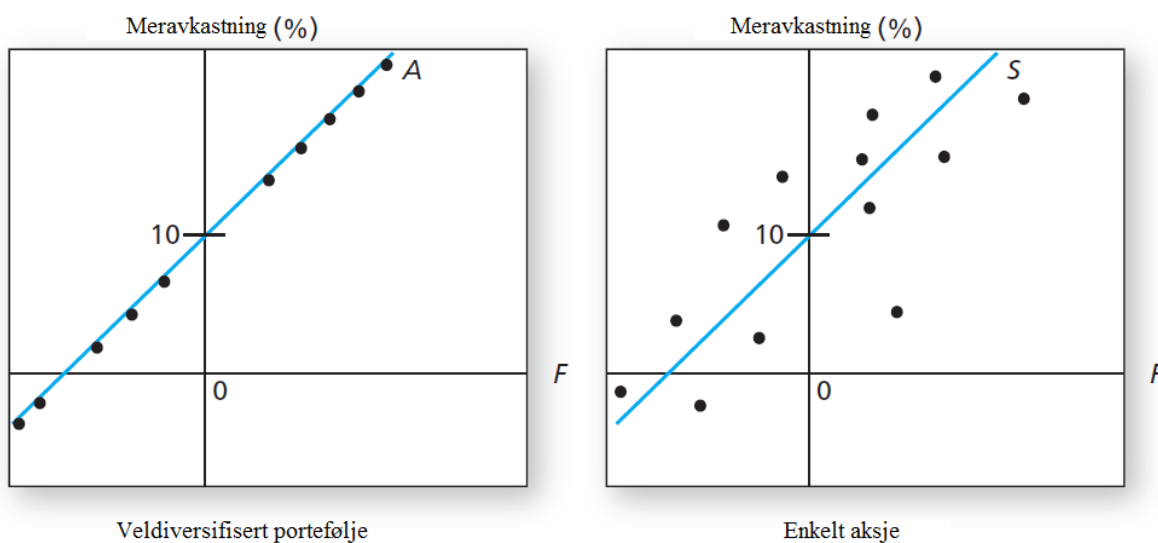 Meravkastning (%)
A
10
0
F
Veldiversifisert portefølje
Meravkastning (%)
S
10
0
F
Enkelt aksje